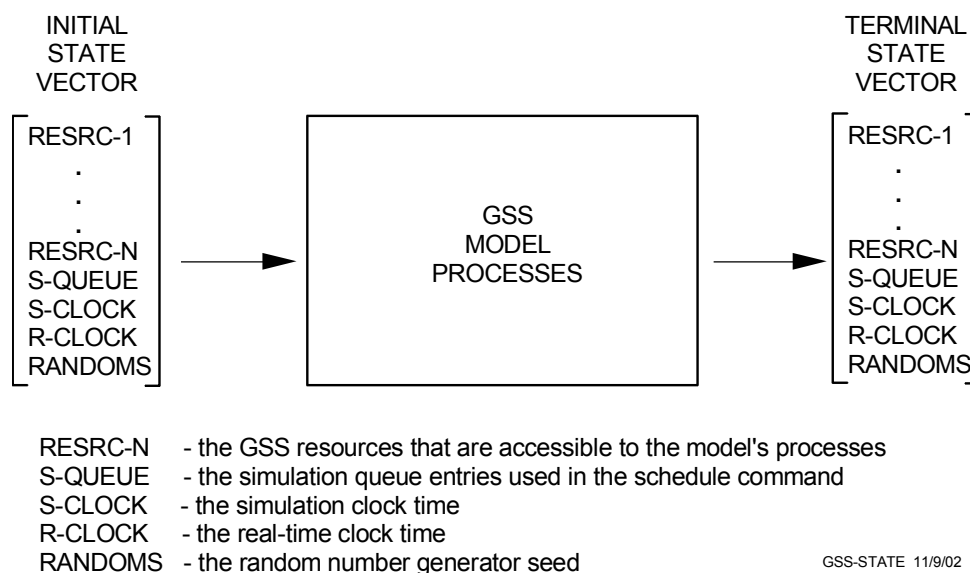 INITIAL
STATE
VECTOR
RESRC-1
.
.
.
RESRC-N
S-QUEUE
S-CLOCK
R-CLOCK
RANDOMS
GSS
MODEL
PROCESSES
TERMINAL
STATE
VECTOR
RESRC-1
.
.
.
RESRC-N
S-QUEUE
S-CLOCK
R-CLOCK
RANDOMS
RESRC-N - the GSS resources that are accessible to the model's processes
S-QUEUE - the simulation queue entries used in the schedule command
S-CLOCK - the simulation clock time
R-CLOCK - the real-time clock time
RANDOMS - the random number generator seed
GSS-STATE 11/9/02